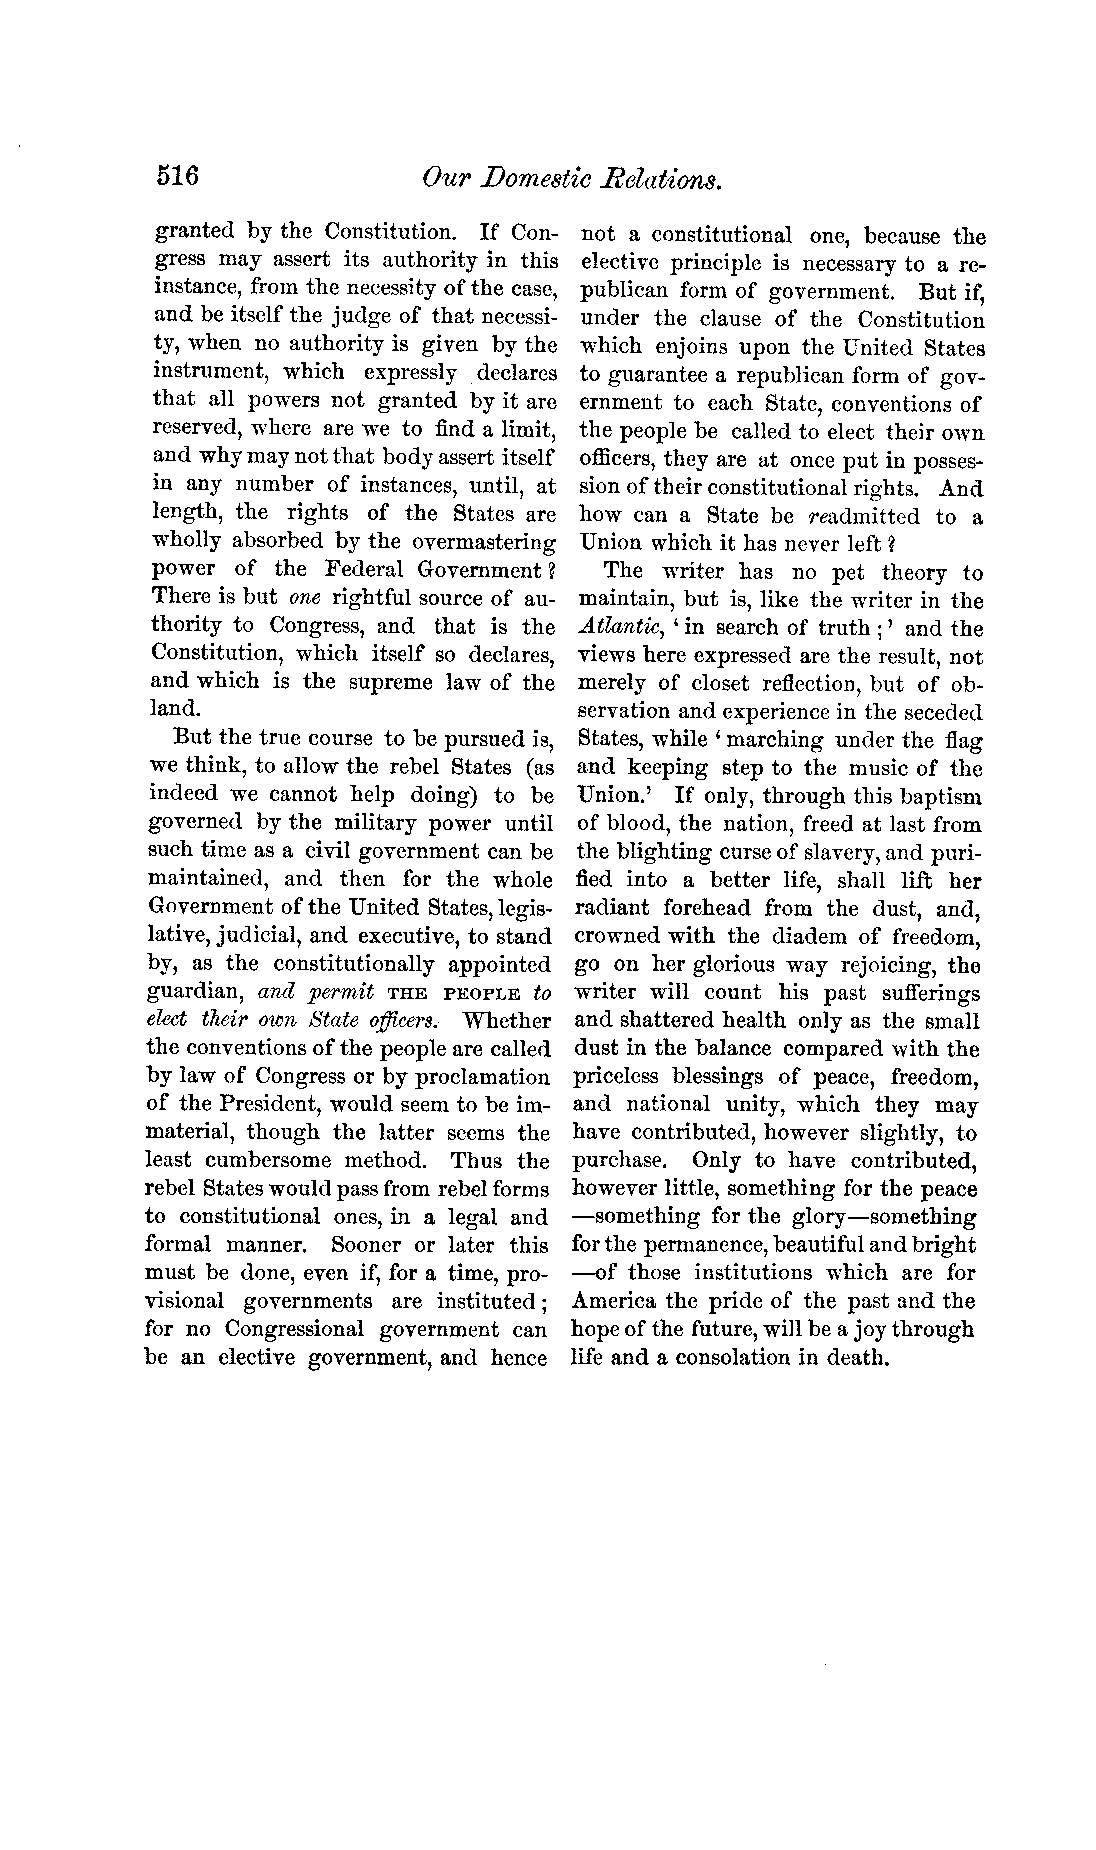 516 Our Domestic Relations.
granted by the Constitution. If Con-
gress may assert its authority in this
instance, from the necessity of the case,
and be itself the judge of that necessi-
ty, when no authority is given by the
instrument, which expressly declares
that all powers not granted by it are
reserved, where are we to find a limit,
and why may not that body assert itself
in any number of instances, until, at
length, the rights of the States are
wholly absorbed by the overmastering
power of the Federal Government?
There is but one rightful source of au-
thority to Congress, and that is the
Constitution, which itself so declares,
and which is the supreme law of the
land.
But the true course to be pursued is,
we think, to allow the rebel States (as
indeed we cannot help doing) to be
governed by the military power until
such time as a civil government can be
maintained, and then for the whole
Government of the United States, legis-
lative, judicial, and executive, to stand
by, as the constitutionally appointed
guardian, and permit THE PEOPLE to
elect their own State officers. Whether
the conventions of the people are called
by law of Congress or by proclamation
of the President, would seem to be im-
material, though the latter seems the
least cumbersome method. Thus the
rebel States would pass from rebel forms
to constitutional ones, in a legal and
formal manner. Sooner or later this
must be done, even if, for a time, pro-
visional governments are instituted;
for no Congressional government can
be an elective government, and hence
not a constitutional one, because the
elective principle is necessary to a re-
publican form of government. But if,
under the clause of the Constitution
which enjoins upon the United States
to guarantee a republican form of gov-
ernment to each State, conventions of
the people be called to elect their own
officers, they are at once put in posses-
sion of their constitutional rights. And
how can a State be readmitted to a
Union which it has never left?
The writer has no pet theory to
maintain, but is, like the writer in the
Atlantic, 'in search of truth;' and the
views here expressed are the result, not
merely of closet reflection, but of ob-
servation and experience in the seceded
States, while 'marching under the flag
and keeping step to the music of the
Union.' If only, through this baptism
of blood, the nation, freed at last from
the blighting curse of slavery, and puri-
fied into a better life, shall lift her
radiant forehead from the dust, and,
crowned with the diadem of freedom,
go on her glorious way rejoicing, the
writer will count his past sufferings
and shattered health only as the small
dust in the balance compared with the
priceless blessings of peace, freedom,
and national unity, which they may
have contributed, however slightly, to
purchase. Only to have contributed,
however little, something for the peace
—something for the glory—something
for the permanence, beautiful and bright
—of those institutions which are for
America the pride of the past and the
hope of the future, will be a joy through
life and a consolation in death.